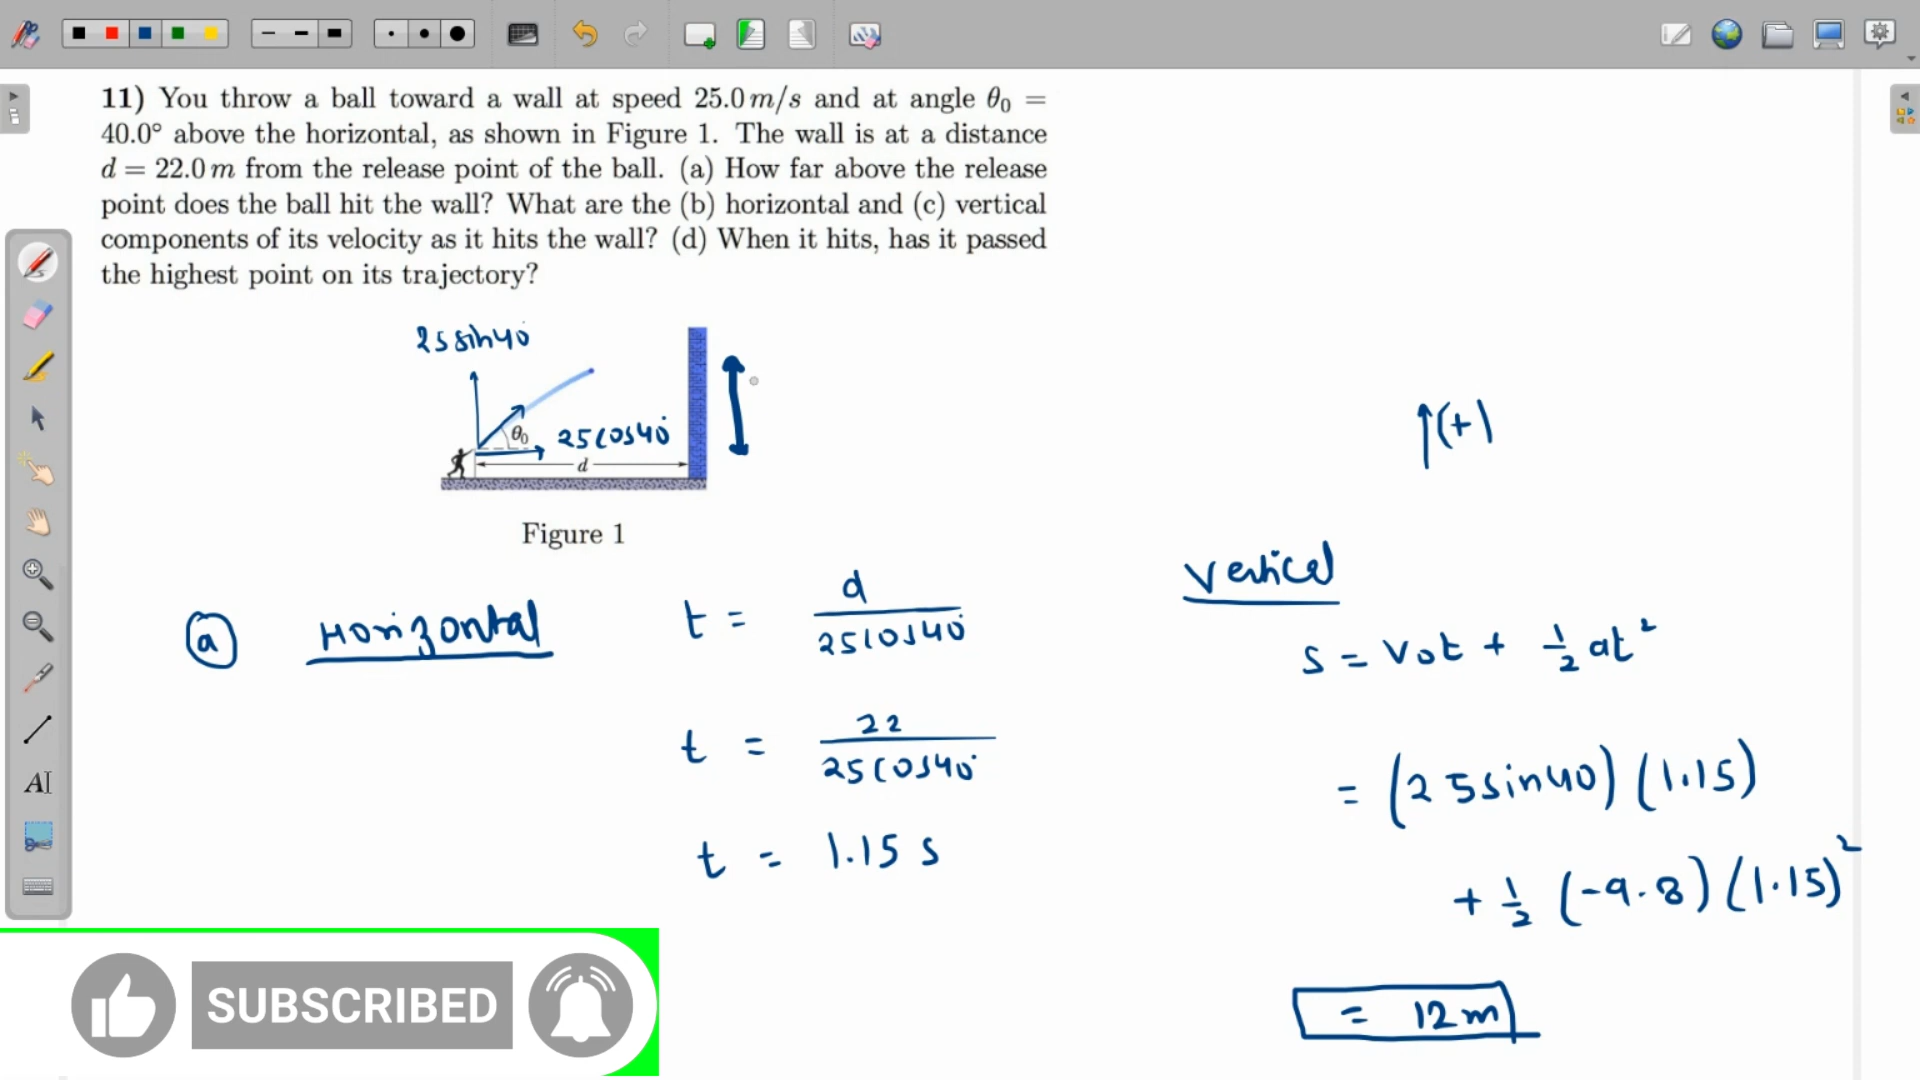 11) You throw a ball toward a wall at speed 25.0 m/s and at angle θ₀ =
40.0° above the horizontal, as shown in Figure 1. The wall is at a distance
d = 22.0 m from the release point of the ball. (a) How far above the release
point does the ball hit the wall? What are the (b) horizontal and (c) vertical
components of its velocity as it hits the wall? (d) When it hits, has it passed
the highest point on its trajectory?
25 sin40°
θ₀
25cos40°
d
Figure 1
↑(+)
(a) Horizontal
t = d / 25cos40°
t = 22 / 25cos40°
t = 1.15 s
Vertical
s = v₀t + ½ at²
= (25sin40)(1.15)
+ ½ (-9.8)(1.15)²
= 12m
AI
SUBSCRIBED